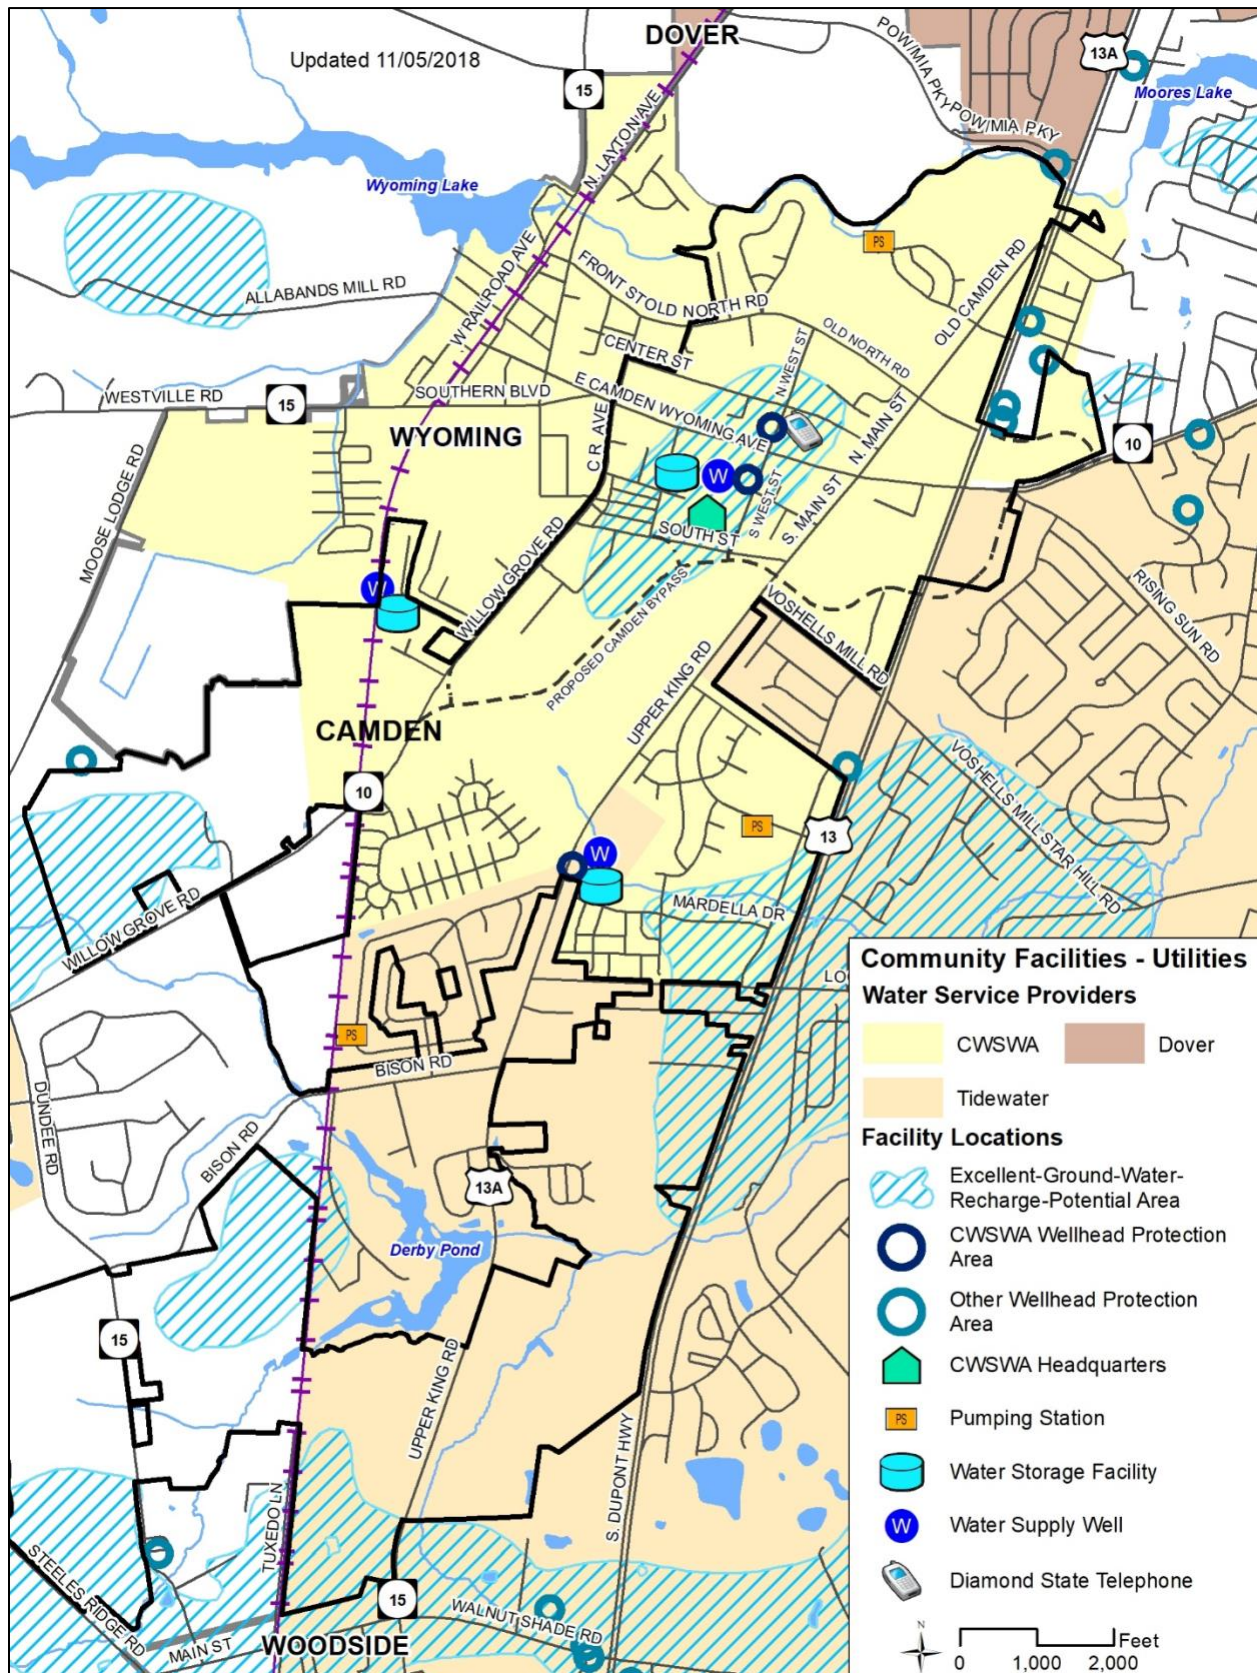 DOVER
Updated 11/05/2018
15
13A
POW/MIA PKY
POW/MIA PKY
Moores Lake
N. LAYTON AVE
Wyoming Lake
PS
W RAILROAD AVE
FRONT ST
OLD NORTH RD
OLD CAMDEN RD
ALLABANDS MILL RD
OLD NORTH RD
CENTER ST
N WEST ST
WESTVILLE RD
15
SOUTHERN BLVD
E CAMDEN WYOMING AVE
N. MAIN ST
WYOMING
C R AVE
10
MOOSE LODGE RD
W
S WEST ST
S. MAIN ST
SOUTH ST
WILLOW GROVE RD
W
VOSHELLS MILL RD
RISING SUN RD
PROPOSED CAMDEN BYPASS
UPPER KING RD
CAMDEN
VOSHELLS MILL STAR HILL RD
10
PS
13
W
MARDELLA DR
WILLOW GROVE RD
PS
BISON RD
DUNDEE RD
BISON RD
13A
Derby Pond
15
UPPER KING RD
S. DUPONT HWY
TUXEDO LN
STEELES RIDGE RD
MAIN ST
15
WALNUT SHADE RD
WOODSIDE
Community Facilities - Utilities
Water Service Providers
CWSWA
Dover
Tidewater
Facility Locations
Excellent-Ground-Water-
Recharge-Potential Area
CWSWA Wellhead Protection
Area
Other Wellhead Protection
Area
CWSWA Headquarters
PS
Pumping Station
Water Storage Facility
W
Water Supply Well
Diamond State Telephone
N
Feet
0 1,000 2,000